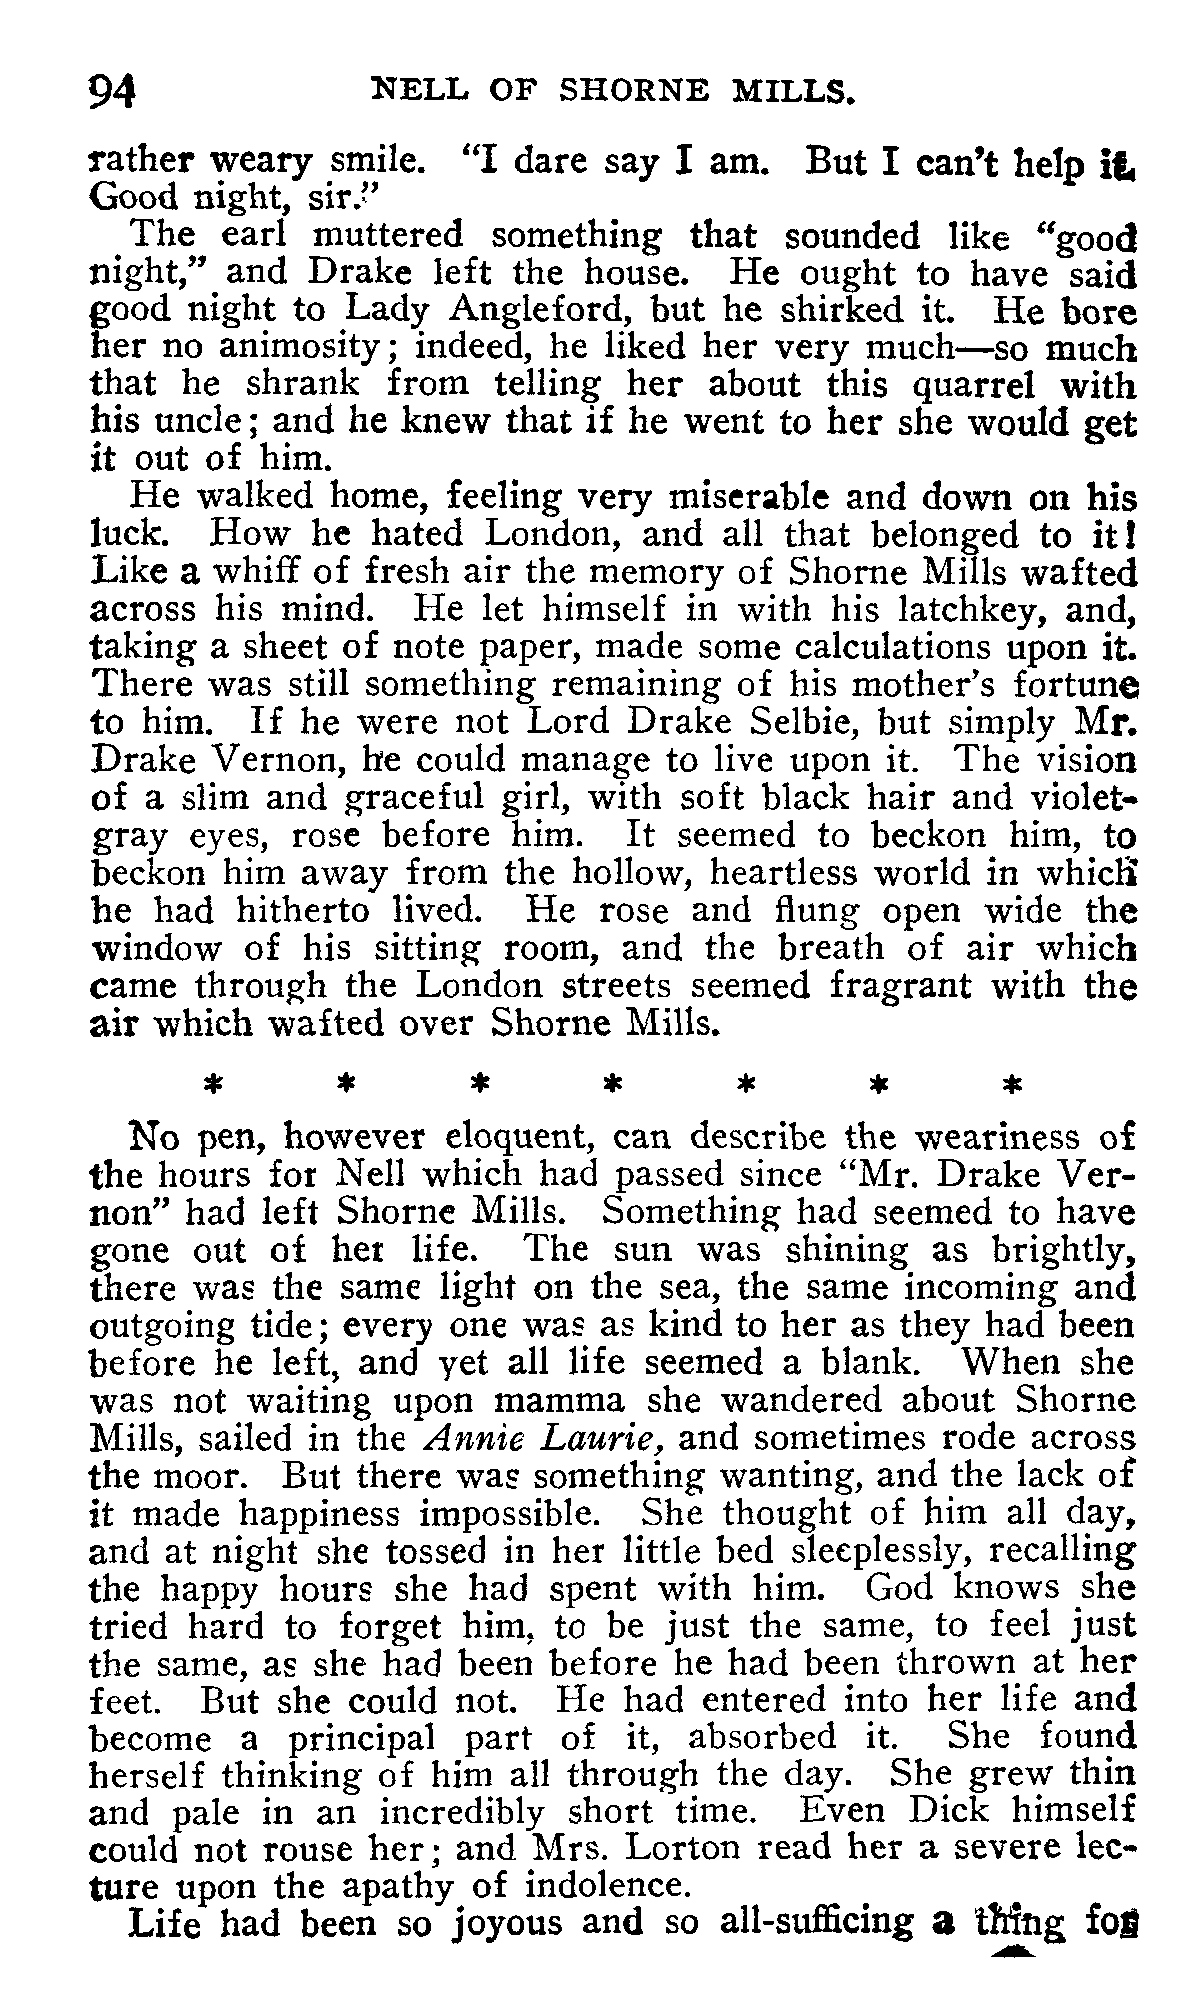 94 NELL OF SHORNE MILLS.
rather weary smile. "I dare say I am. But I can't help it.
Good night, sir."
The earl muttered something that sounded like "good
night," and Drake left the house. He ought to have said
good night to Lady Angleford, but he shirked it. He bore
her no animosity; indeed, he liked her very much—so much
that he shrank from telling her about this quarrel with
his uncle; and he knew that if he went to her she would get
it out of him.
He walked home, feeling very miserable and down on his
luck. How he hated London, and all that belonged to it!
Like a whiff of fresh air the memory of Shorne Mills wafted
across his mind. He let himself in with his latchkey, and,
taking a sheet of note paper, made some calculations upon it.
There was still something remaining of his mother's fortune
to him. If he were not Lord Drake Selbie, but simply Mr.
Drake Vernon, he could manage to live upon it. The vision
of a slim and graceful girl, with soft black hair and violet-
gray eyes, rose before him. It seemed to beckon him, to
beckon him away from the hollow, heartless world in which
he had hitherto lived. He rose and flung open wide the
window of his sitting room, and the breath of air which
came through the London streets seemed fragrant with the
air which wafted over Shorne Mills.
* * * * * * *
No pen, however eloquent, can describe the weariness of
the hours for Nell which had passed since "Mr. Drake Ver-
non" had left Shorne Mills. Something had seemed to have
gone out of her life. The sun was shining as brightly,
there was the same light on the sea, the same incoming and
outgoing tide; every one was as kind to her as they had been
before he left, and yet all life seemed a blank. When she
was not waiting upon mamma she wandered about Shorne
Mills, sailed in the Annie Laurie, and sometimes rode across
the moor. But there was something wanting, and the lack of
it made happiness impossible. She thought of him all day,
and at night she tossed in her little bed sleeplessly, recalling
the happy hours she had spent with him. God knows she
tried hard to forget him, to be just the same, to feel just
the same, as she had been before he had been thrown at her
feet. But she could not. He had entered into her life and
become a principal part of it, absorbed it. She found
herself thinking of him all through the day. She grew thin
and pale in an incredibly short time. Even Dick himself
could not rouse her; and Mrs. Lorton read her a severe lec-
ture upon the apathy of indolence.
Life had been so joyous and so all-sufficing a thing for